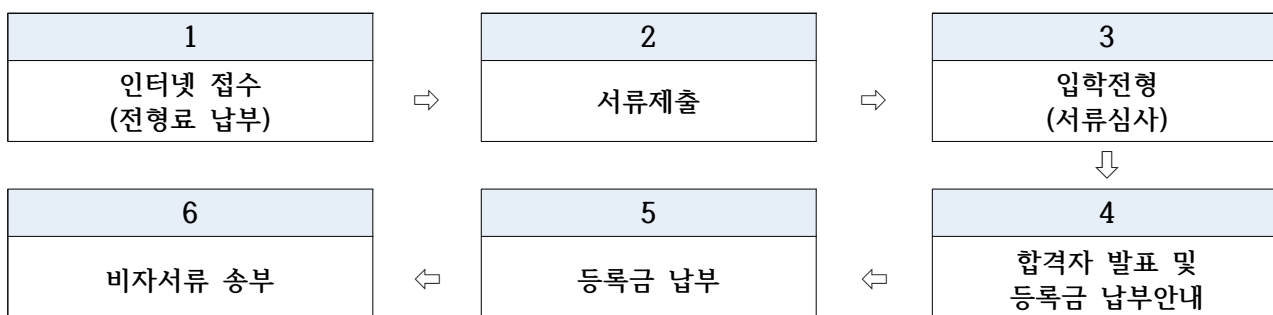 1
인터넷 접수
(전형료 납부)
⇨
2
서류제출
⇨
3
입학전형
(서류심사)
⇩
4
합격자 발표 및
등록금 납부안내
⇦
5
등록금 납부
⇦
6
비자서류 송부